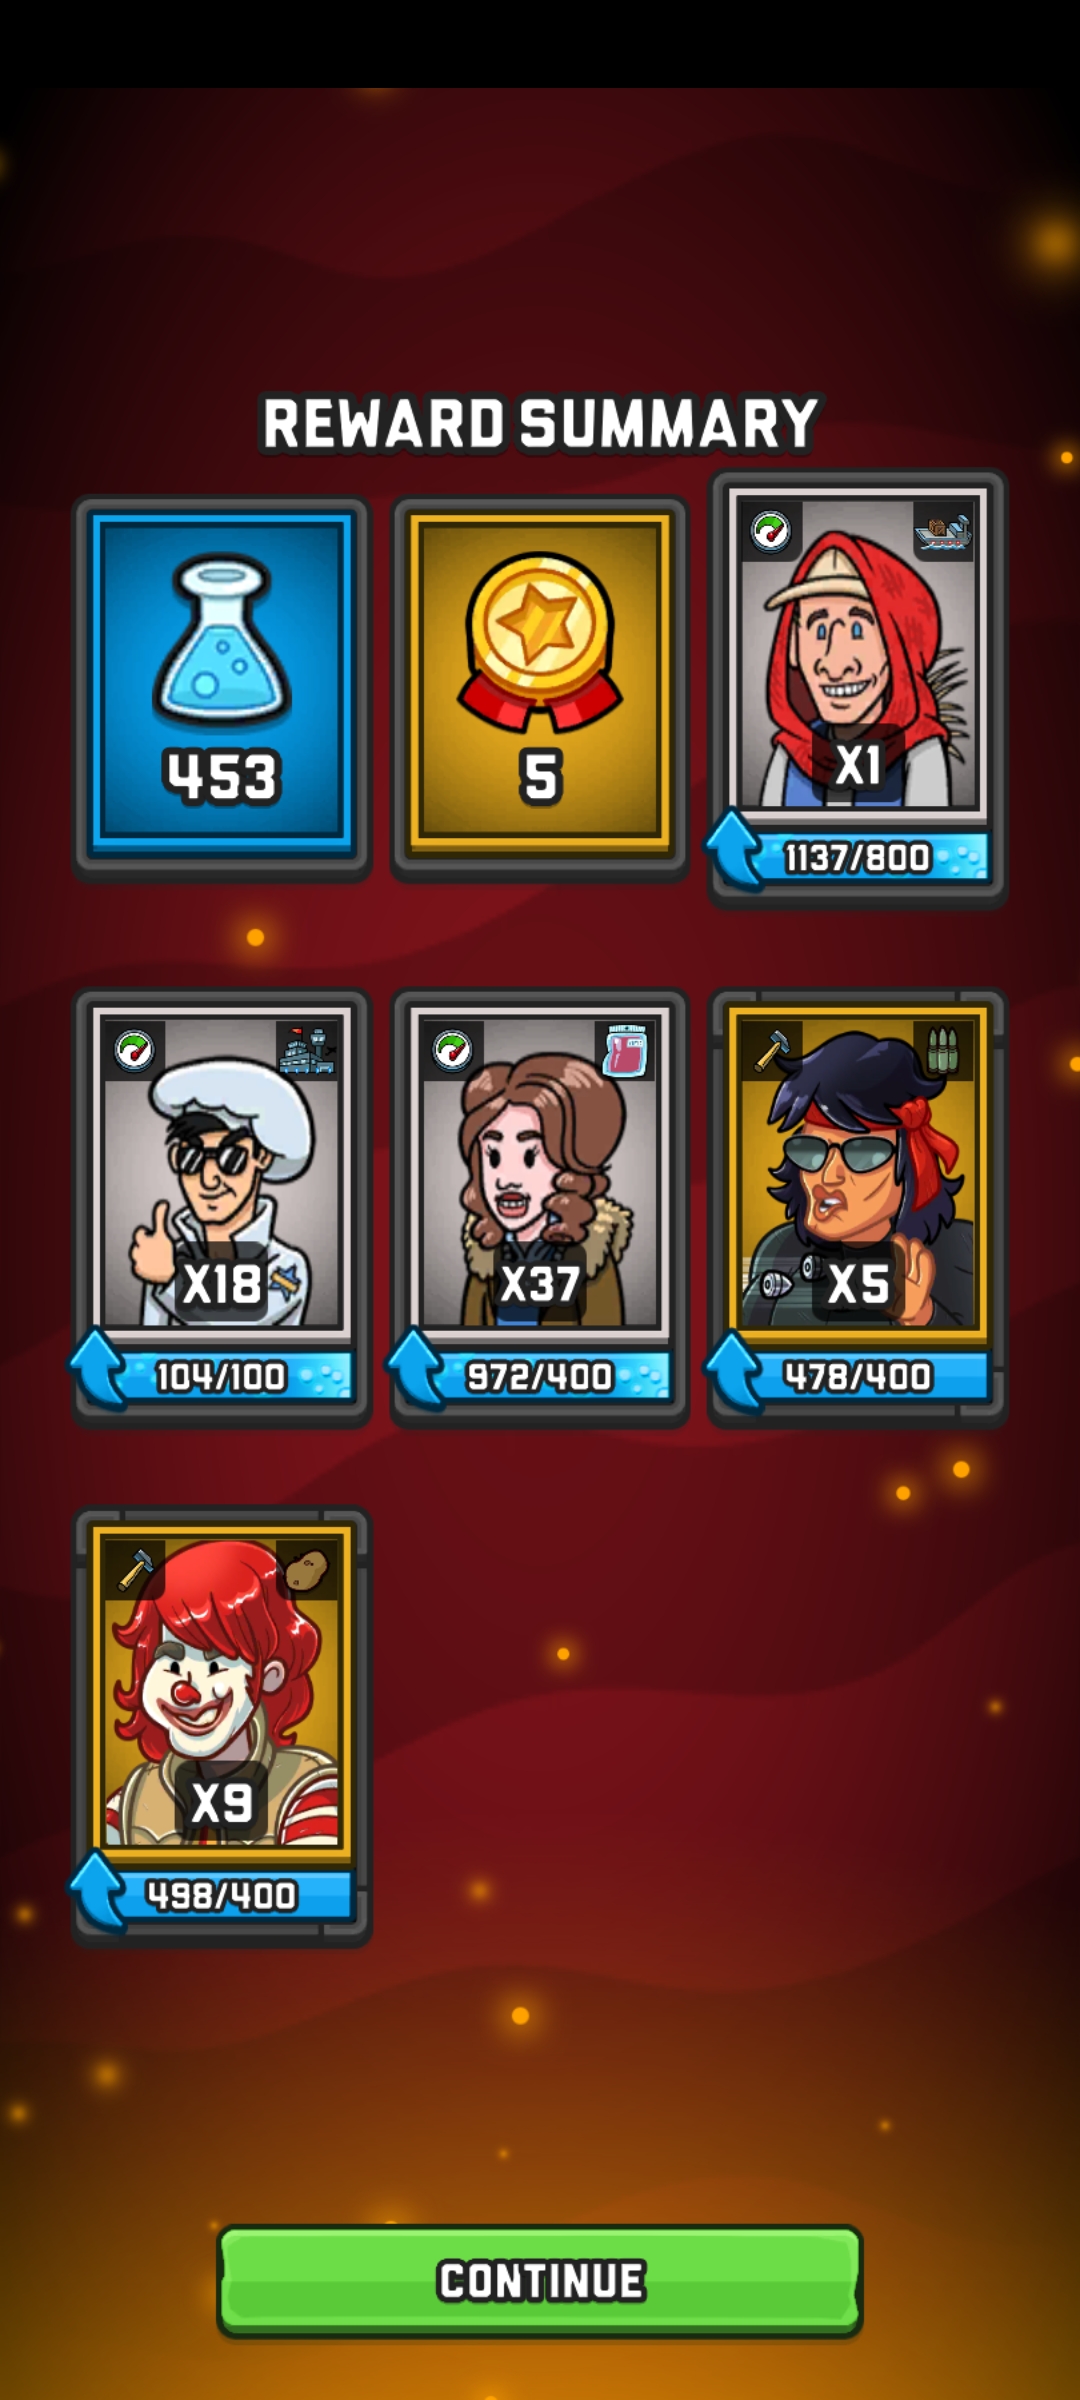 REWARD SUMMARY
453
5
X1
1137/800
X18
104/100
X37
972/400
X5
478/400
X9
498/400
CONTINUE